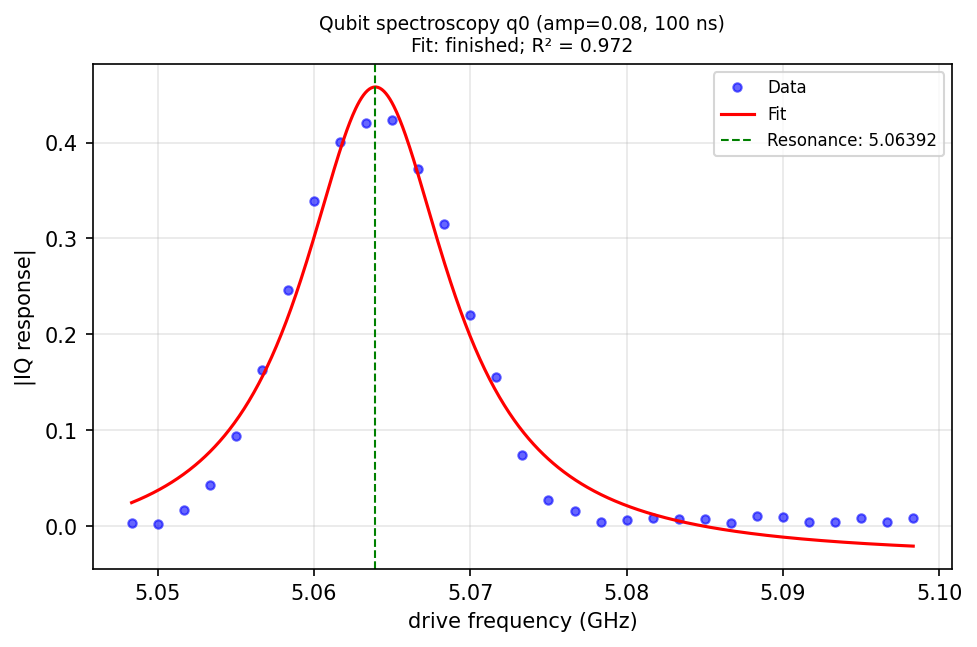 Qubit spectroscopy q0 (amp=0.08, 100 ns)
Fit: finished; R² = 0.972
Data
Fit
Resonance: 5.06392
|IQ response|
0.4
0.3
0.2
0.1
0.0
5.05 5.06 5.07 5.08 5.09 5.10
drive frequency (GHz)